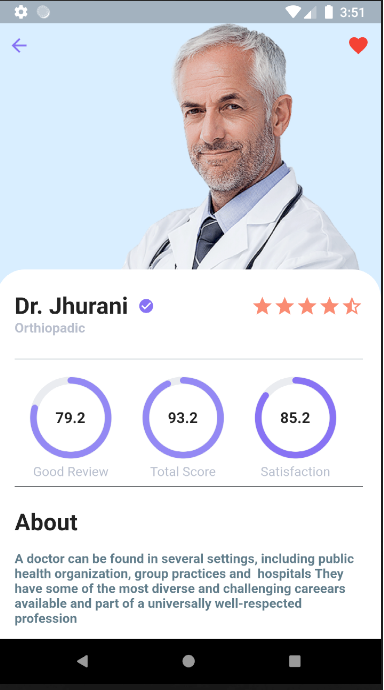 3:51
Dr. Jhurani
Orthiopadic
79.2 93.2 85.2
Good Review Total Score Satisfaction
About
A doctor can be found in several settings, including public
health organization, group practices and  hospitals They
have some of the most diverse and challenging careears
available and part of a universally well-respected
profession